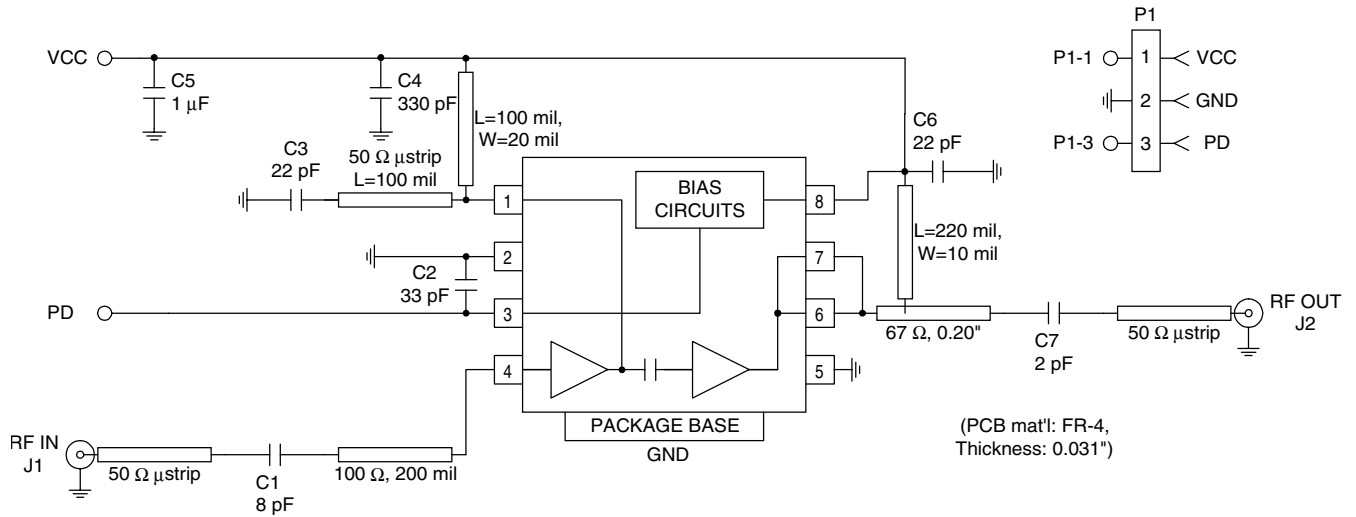 P1
VCC
P1-1
1
VCC
C5
1 µF
C4
330 pF
L=100 mil,
W=20 mil
C6
22 pF
2
GND
P1-3
3
PD
C3
22 pF
50 Ω µstrip
L=100 mil
1
BIAS
CIRCUITS
8
L=220 mil,
W=10 mil
2
7
C2
33 pF
PD
3
6
RF OUT
J2
67 Ω, 0.20"
C7
2 pF
50 Ω µstrip
4
5
PACKAGE BASE
GND
(PCB mat'l: FR-4,
Thickness: 0.031")
RF IN
J1
50 Ω µstrip
C1
8 pF
100 Ω, 200 mil